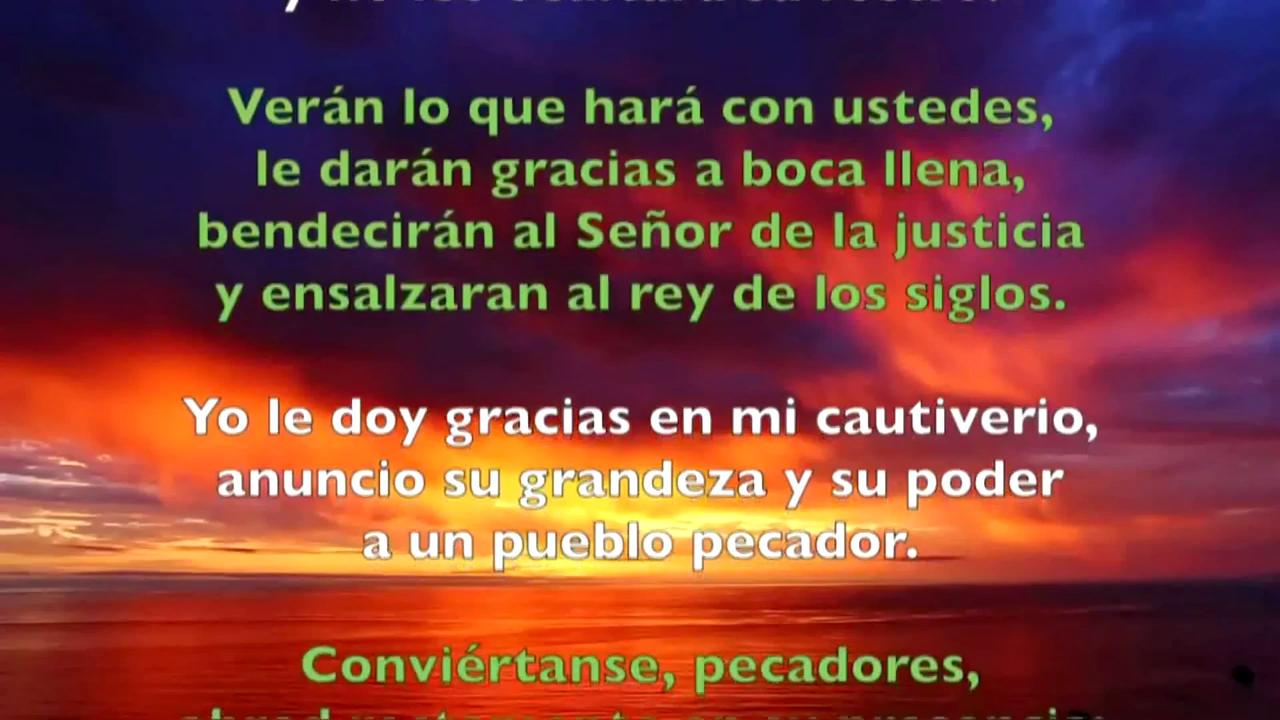 Verán lo que hará con ustedes,
le darán gracias a boca llena,
bendecirán al Señor de la justicia
y ensalzaran al rey de los siglos.
Yo le doy gracias en mi cautiverio,
anuncio su grandeza y su poder
a un pueblo pecador.
Conviértanse, pecadores,